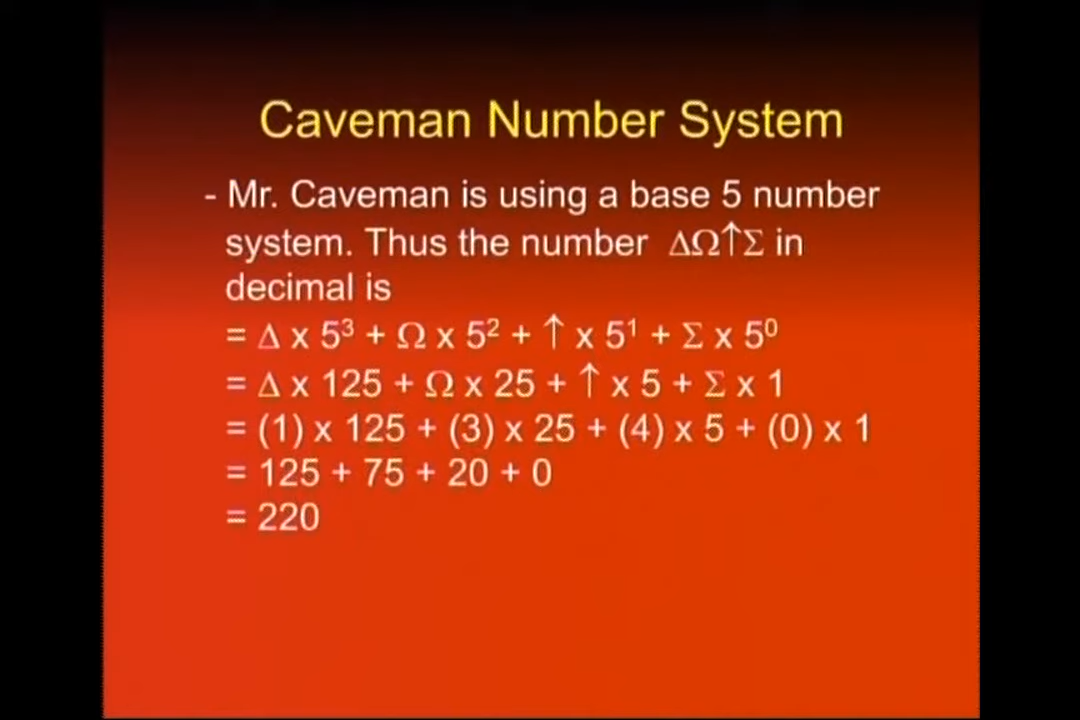 Caveman Number System
- Mr. Caveman is using a base 5 number
system. Thus the number ΔΩ↑Σ in
decimal is
= Δ x 5³ + Ω x 5² + ↑ x 5¹ + Σ x 5⁰
= Δ x 125 + Ω x 25 + ↑ x 5 + Σ x 1
= (1) x 125 + (3) x 25 + (4) x 5 + (0) x 1
= 125 + 75 + 20 + 0
= 220